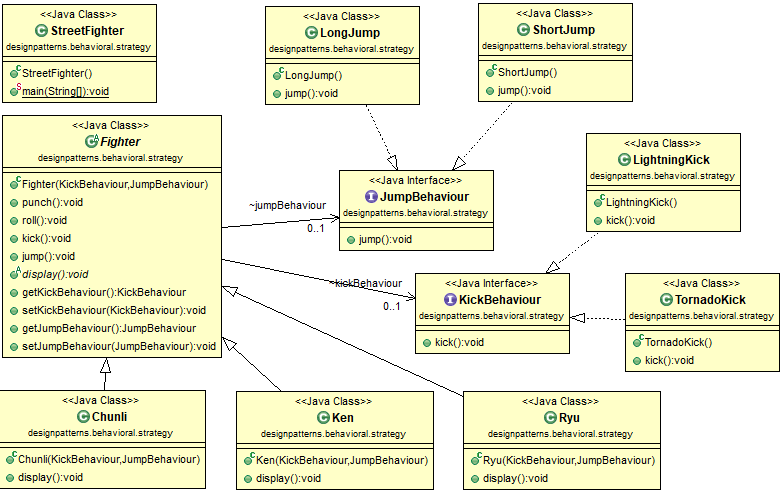 <<Java Class>>
StreetFighter
designpatterns.behavioral.strategy
StreetFighter()
main(String[]):void
<<Java Class>>
LongJump
designpatterns.behavioral.strategy
LongJump()
jump():void
<<Java Class>>
ShortJump
designpatterns.behavioral.strategy
ShortJump()
jump():void
<<Java Class>>
Fighter
designpatterns.behavioral.strategy
Fighter(KickBehaviour,JumpBehaviour)
punch():void
roll():void
kick():void
jump():void
display():void
getKickBehaviour():KickBehaviour
setKickBehaviour(KickBehaviour):void
getJumpBehaviour():JumpBehaviour
setJumpBehaviour(JumpBehaviour):void
~jumpBehaviour
0..1
<<Java Interface>>
JumpBehaviour
designpatterns.behavioral.strategy
jump():void
<<Java Class>>
LightningKick
designpatterns.behavioral.strategy
LightningKick()
kick():void
~kickBehaviour
0..1
<<Java Interface>>
KickBehaviour
designpatterns.behavioral.strategy
kick():void
<<Java Class>>
TornadoKick
designpatterns.behavioral.strategy
TornadoKick()
kick():void
<<Java Class>>
Chunli
designpatterns.behavioral.strategy
Chunli(KickBehaviour,JumpBehaviour)
display():void
<<Java Class>>
Ken
designpatterns.behavioral.strategy
Ken(KickBehaviour,JumpBehaviour)
display():void
<<Java Class>>
Ryu
designpatterns.behavioral.strategy
Ryu(KickBehaviour,JumpBehaviour)
display():void